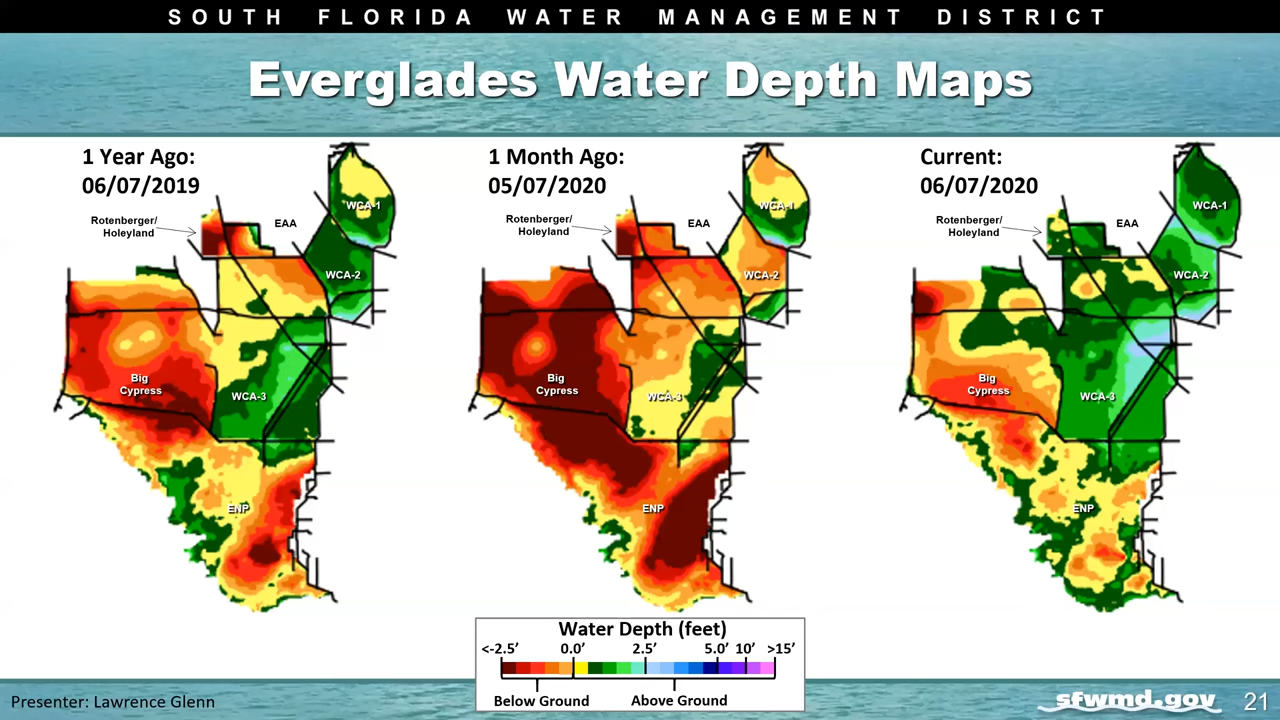 SOUTH FLORIDA WATER MANAGEMENT DISTRICT
Everglades Water Depth Maps
1 Year Ago:
06/07/2019
Rotenberger/
Holeyland
EAA
WCA-1
WCA-2
Big
Cypress
WCA-3
ENP
1 Month Ago:
05/07/2020
Rotenberger/
Holeyland
EAA
WCA-1
WCA-2
Big
Cypress
WCA-3
ENP
Current:
06/07/2020
Rotenberger/
Holeyland
EAA
WCA-1
WCA-2
Big
Cypress
WCA-3
ENP
Water Depth (feet)
<-2.5’ 0.0’ 2.5’ 5.0’ 10’ >15’
Below Ground Above Ground
Presenter: Lawrence Glenn
sfwmd.gov
21